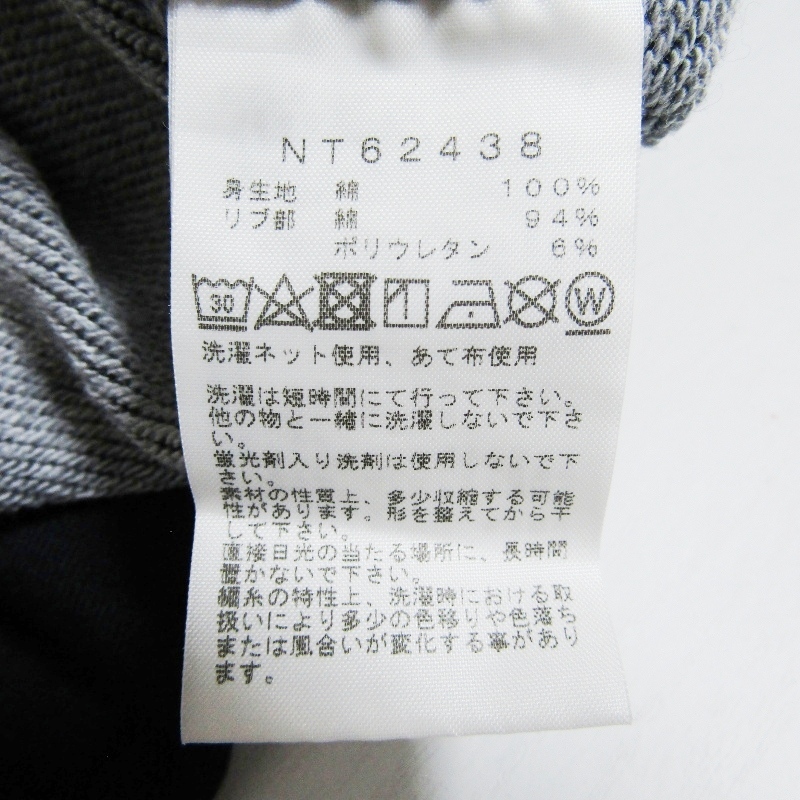 NT62438
身生地 綿 100%
リブ部 綿 94%
ポリウレタン 6%
30 W
洗濯ネット使用、あて布使用
洗濯は短時間にて行って下さい。
他の物と一緒に洗濯しないで下さ
い。
蛍光剤入り洗剤は使用しないで下
さい。
素材の性質上、多少収縮する可能
性があります。形を整えてから干
して下さい。
直接日光の当たる場所に、長時間
置かないで下さい。
綿糸の特性上、洗濯時における取
扱いにより多少の色移りや色落ち
または風合いが変化する事があり
ます。